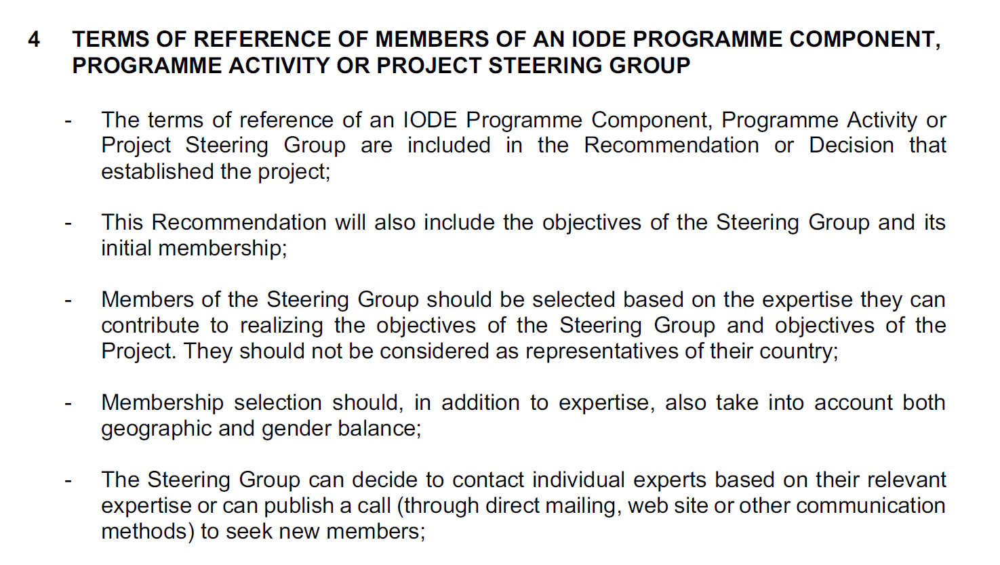 4 TERMS OF REFERENCE OF MEMBERS OF AN IODE PROGRAMME COMPONENT,
PROGRAMME ACTIVITY OR PROJECT STEERING GROUP
- The terms of reference of an IODE Programme Component, Programme Activity or
Project Steering Group are included in the Recommendation or Decision that
established the project;
- This Recommendation will also include the objectives of the Steering Group and its
initial membership;
- Members of the Steering Group should be selected based on the expertise they can
contribute to realizing the objectives of the Steering Group and objectives of the
Project. They should not be considered as representatives of their country;
- Membership selection should, in addition to expertise, also take into account both
geographic and gender balance;
- The Steering Group can decide to contact individual experts based on their relevant
expertise or can publish a call (through direct mailing, web site or other communication
methods) to seek new members;